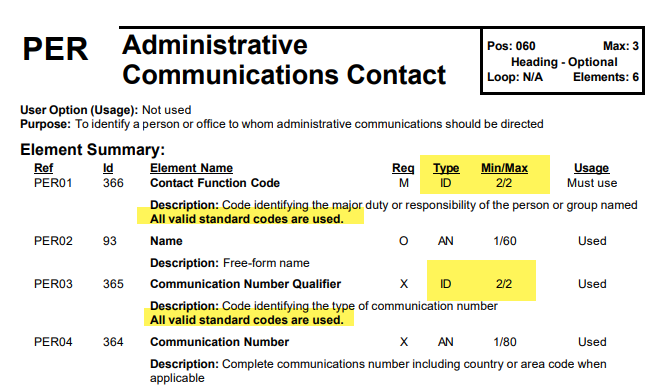 PER
Administrative
Communications Contact
Pos: 060 Max: 3
Heading - Optional
Loop: N/A Elements: 6
User Option (Usage): Not used
Purpose: To identify a person or office to whom administrative communications should be directed
Element Summary:
Ref Id Element Name Req Type Min/Max Usage
PER01 366 Contact Function Code M ID 2/2 Must use
Description: Code identifying the major duty or responsibility of the person or group named
All valid standard codes are used.
PER02 93 Name O AN 1/60 Used
Description: Free-form name
PER03 365 Communication Number Qualifier X ID 2/2 Used
Description: Code identifying the type of communication number
All valid standard codes are used.
PER04 364 Communication Number X AN 1/80 Used
Description: Complete communications number including country or area code when
applicable